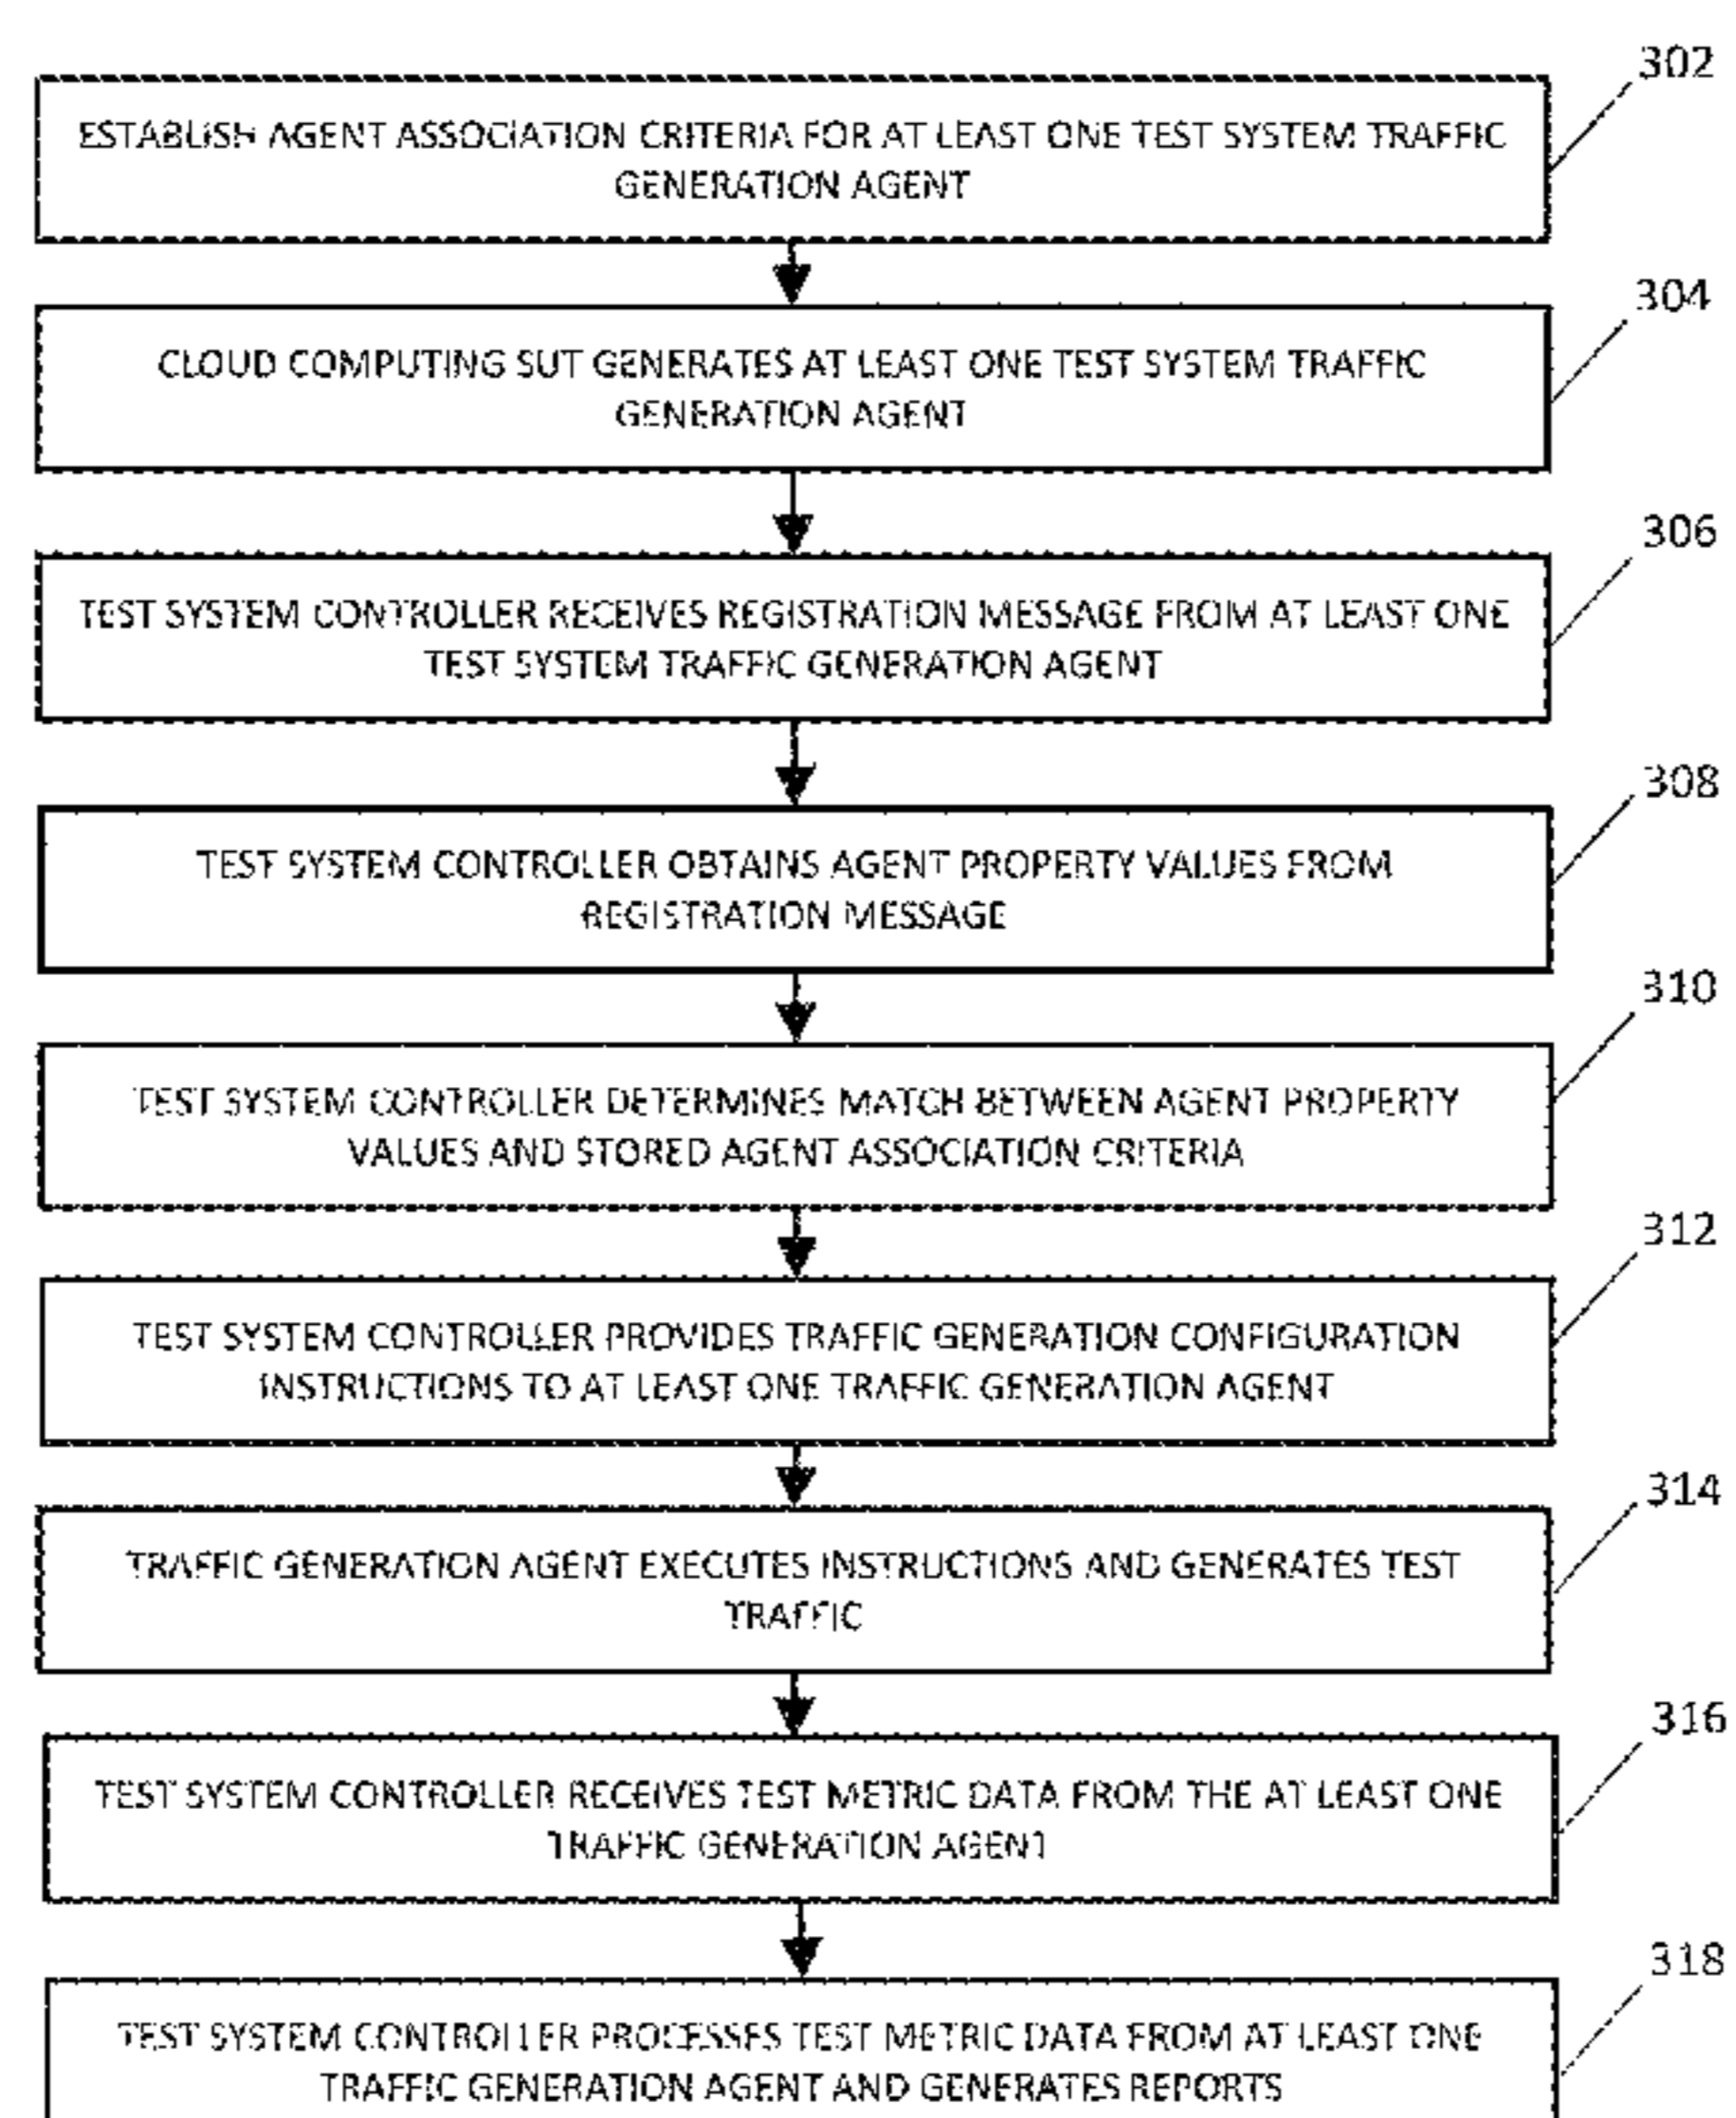 302
ESTABLISH AGENT ASSOCIATION CRITERIA FOR AT LEAST ONE TEST SYSTEM TRAFFIC
GENERATION AGENT
304
CLOUD COMPUTING SUT GENERATES AT LEAST ONE TEST SYSTEM TRAFFIC
GENERATION AGENT
306
TEST SYSTEM CONTROLLER RECEIVES REGISTRATION MESSAGE FROM AT LEAST ONE
TEST SYSTEM TRAFFIC GENERATION AGENT
308
TEST SYSTEM CONTROLLER OBTAINS AGENT PROPERTY VALUES FROM
REGISTRATION MESSAGE
310
TEST SYSTEM CONTROLLER DETERMINES MATCH BETWEEN AGENT PROPERTY
VALUES AND STORED AGENT ASSOCIATION CRITERIA
312
TEST SYSTEM CONTROLLER PROVIDES TRAFFIC GENERATION CONFIGURATION
INSTRUCTIONS TO AT LEAST ONE TRAFFIC GENERATION AGENT
314
TRAFFIC GENERATION AGENT EXECUTES INSTRUCTIONS AND GENERATES TEST
TRAFFIC
316
TEST SYSTEM CONTROLLER RECEIVES TEST METRIC DATA FROM THE AT LEAST ONE
TRAFFIC GENERATION AGENT
318
TEST SYSTEM CONTROLLER PROCESSES TEST METRIC DATA FROM AT LEAST ONE
TRAFFIC GENERATION AGENT AND GENERATES REPORTS